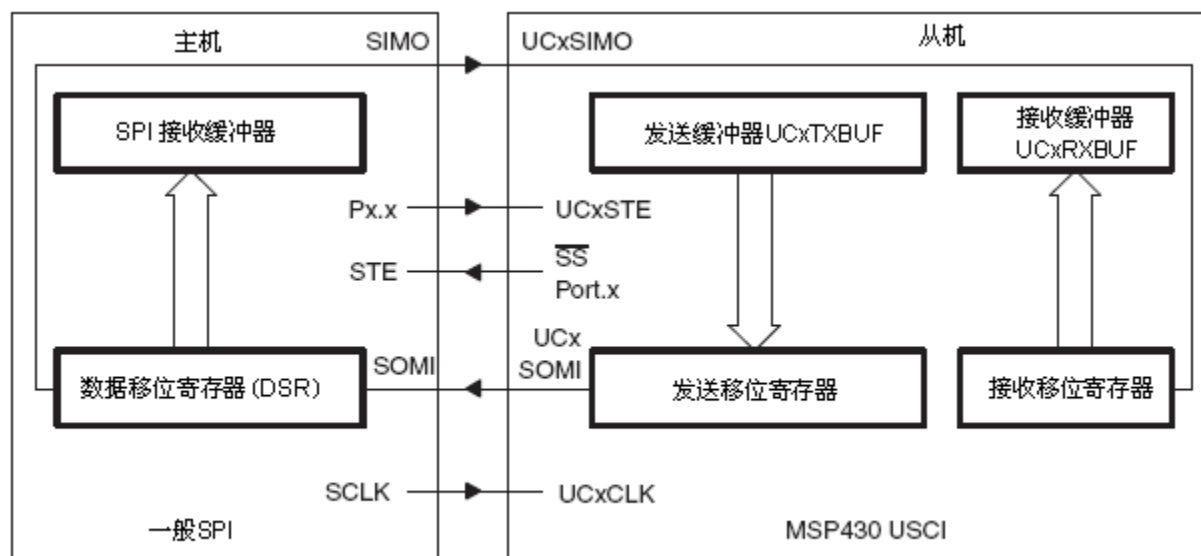 主机
SIMO
UCxSIMO
从机
SPI 接收缓冲器
发送缓冲器UCxTXBUF
接收缓冲器
UCxRXBUF
Px.x
UCxSTE
STE
SS
Port.x
UCx
SOMI
SOMI
数据移位寄存器(DSR)
发送移位寄存器
接收移位寄存器
SCLK
UCxCLK
一般SPI
MSP430 USCI